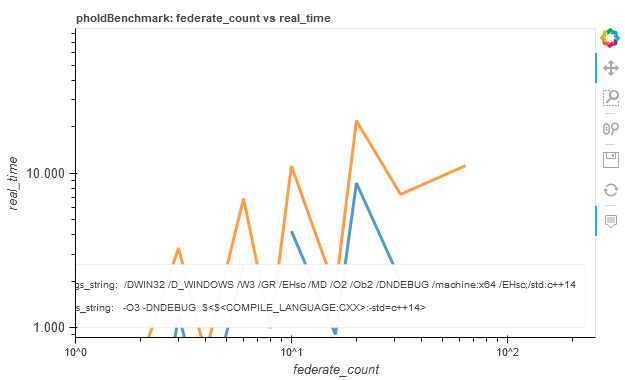 pholdBenchmark: federate_count vs real_time
real_time
10.000
1.000
gs_string: /DWIN32 /D_WINDOWS /W3 /GR /EHsc /MD /O2 /Ob2 /DNDEBUG /machine:x64 /EHsc;/std:c++14
s_string: -O3 -DNDEBUG $<$<COMPILE_LANGUAGE:CXX>:-std=c++14>
10^0
10^1
10^2
federate_count